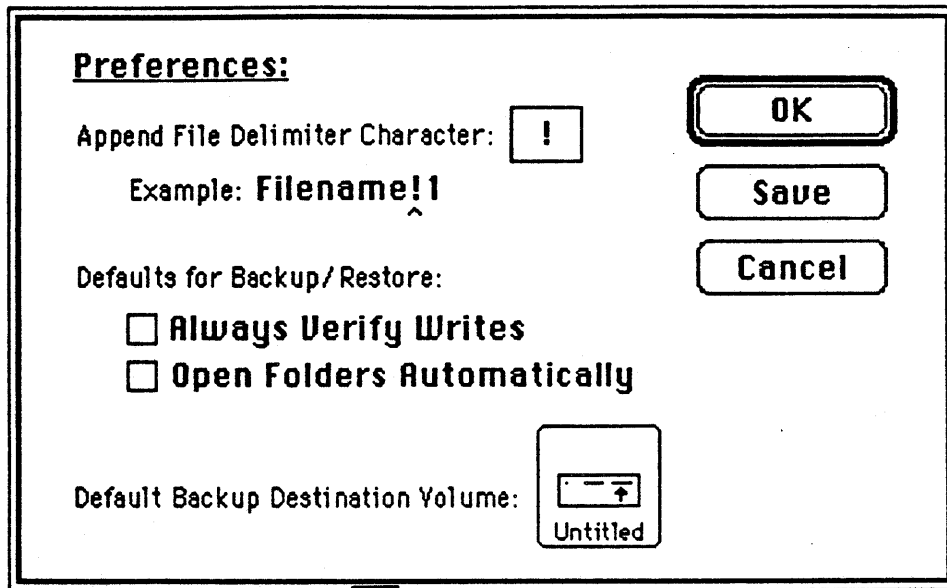 Preferences:
OK
Append File Delimiter Character: !
Example: Filename!1
^
Save
Cancel
Defaults for Backup/Restore:
Always Verify Writes
Open Folders Automatically
Default Backup Destination Volume:
Untitled